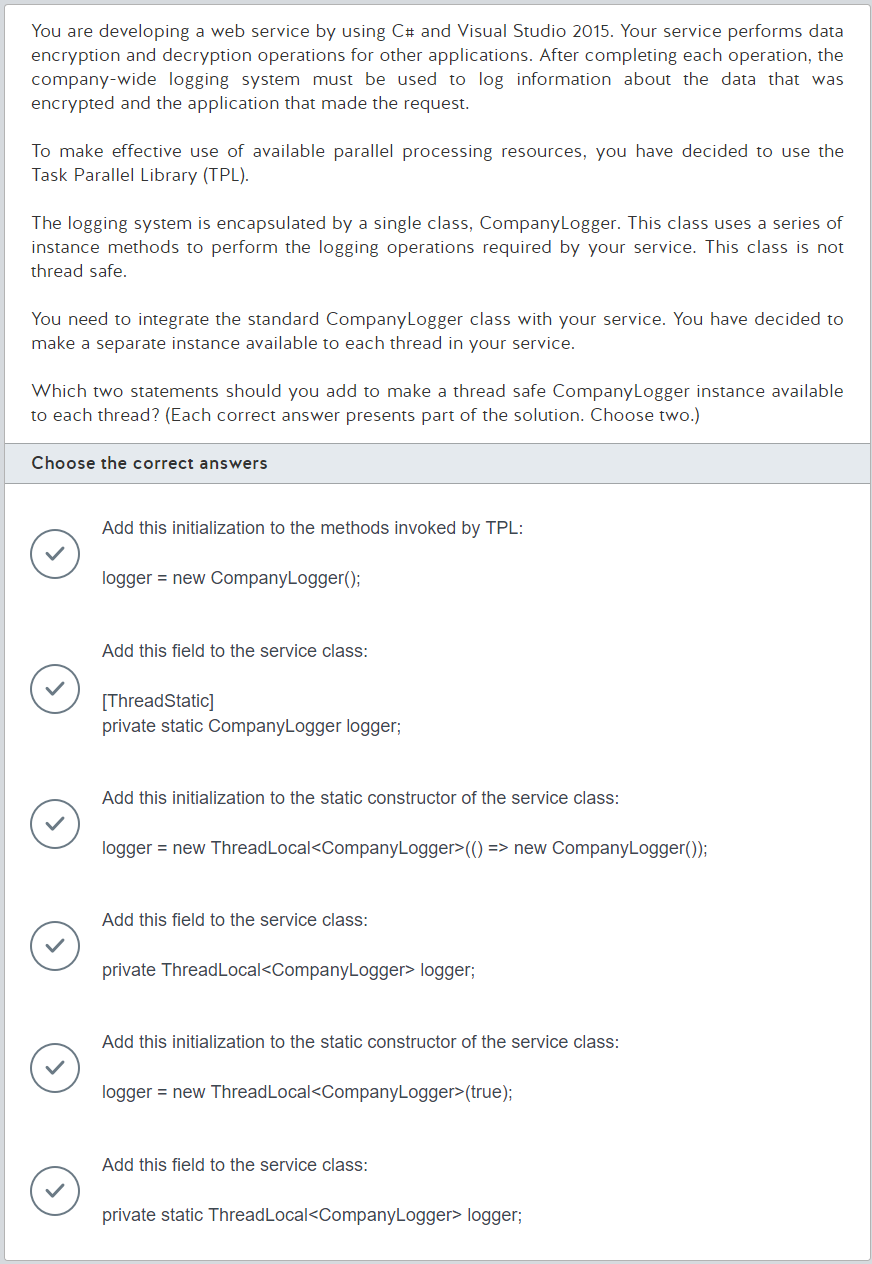 You are developing a web service by using C# and Visual Studio 2015. Your service performs data
encryption and decryption operations for other applications. After completing each operation, the
company-wide logging system must be used to log information about the data that was
encrypted and the application that made the request.
To make effective use of available parallel processing resources, you have decided to use the
Task Parallel Library (TPL).
The logging system is encapsulated by a single class, CompanyLogger. This class uses a series of
instance methods to perform the logging operations required by your service. This class is not
thread safe.
You need to integrate the standard CompanyLogger class with your service. You have decided to
make a separate instance available to each thread in your service.
Which two statements should you add to make a thread safe CompanyLogger instance available
to each thread? (Each correct answer presents part of the solution. Choose two.)
Choose the correct answers
Add this initialization to the methods invoked by TPL:
logger = new CompanyLogger();
Add this field to the service class:
[ThreadStatic]
private static CompanyLogger logger;
Add this initialization to the static constructor of the service class:
logger = new ThreadLocal<CompanyLogger>(() => new CompanyLogger());
Add this field to the service class:
private ThreadLocal<CompanyLogger> logger;
Add this initialization to the static constructor of the service class:
logger = new ThreadLocal<CompanyLogger>(true);
Add this field to the service class:
private static ThreadLocal<CompanyLogger> logger;